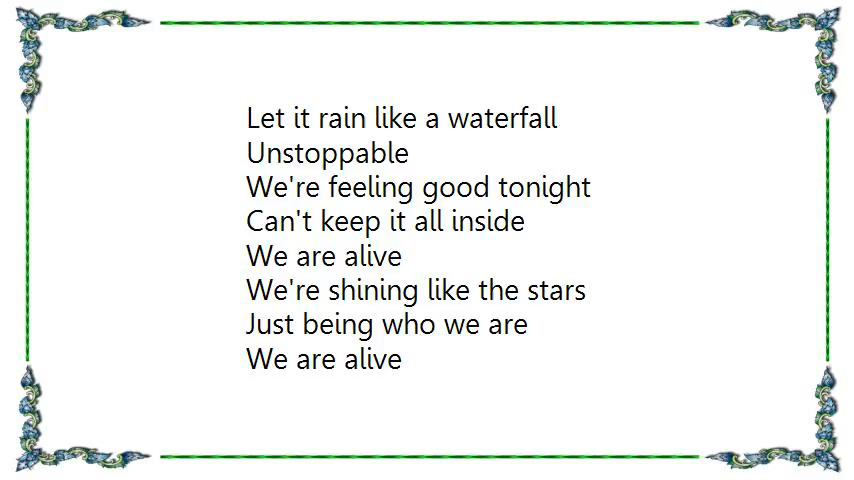 Let it rain like a waterfall
Unstoppable
We're feeling good tonight
Can't keep it all inside
We are alive
We're shining like the stars
Just being who we are
We are alive